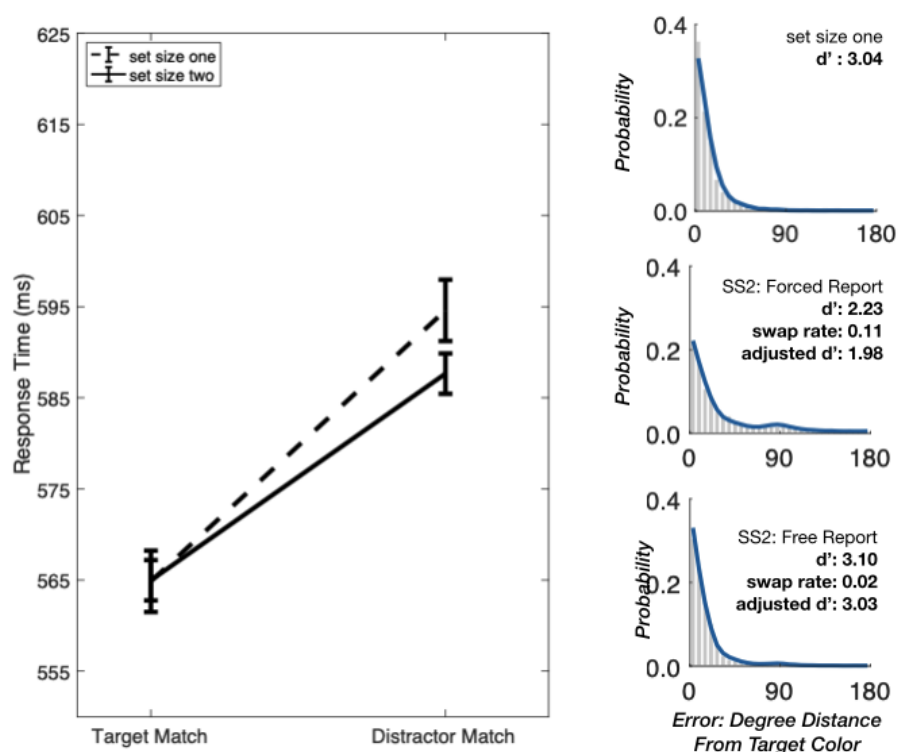 625
615
605
595
585
575
565
555
Response Time (ms)
set size one
set size two
Target Match
Distractor Match
0.4
0.2
0.0
Probability
set size one
d' : 3.04
0
90
180
0.4
0.2
0.0
Probability
SS2: Forced Report
d': 2.23
swap rate: 0.11
adjusted d': 1.98
0
90
180
0.4
0.2
0.0
Probability
SS2: Free Report
d': 3.10
swap rate: 0.02
adjusted d': 3.03
0
90
180
Error: Degree Distance
From Target Color